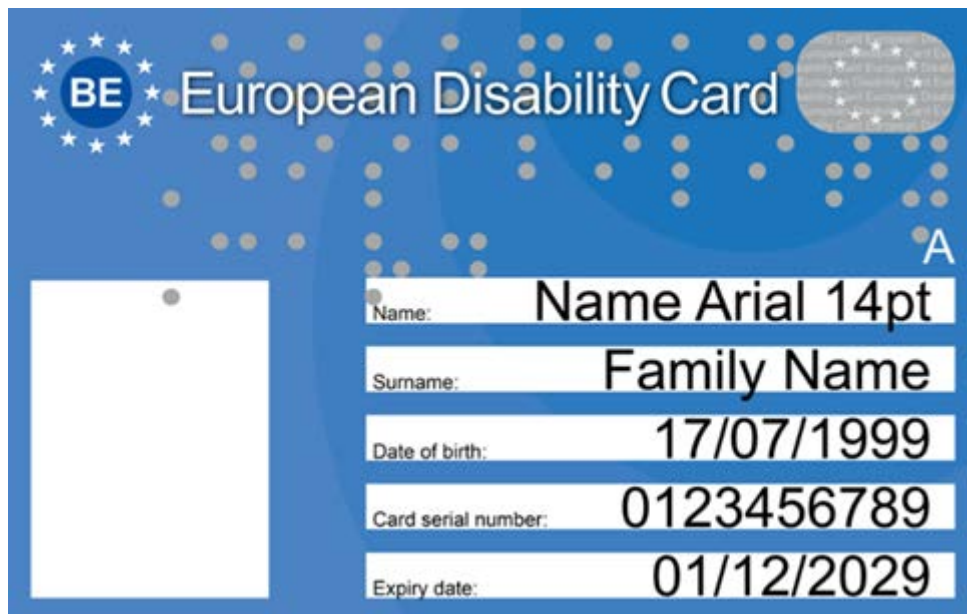 BE
European Disability Card
A
Name: Name Arial 14pt
Surname: Family Name
Date of birth: 17/07/1999
Card serial number: 0123456789
Expiry date: 01/12/2029